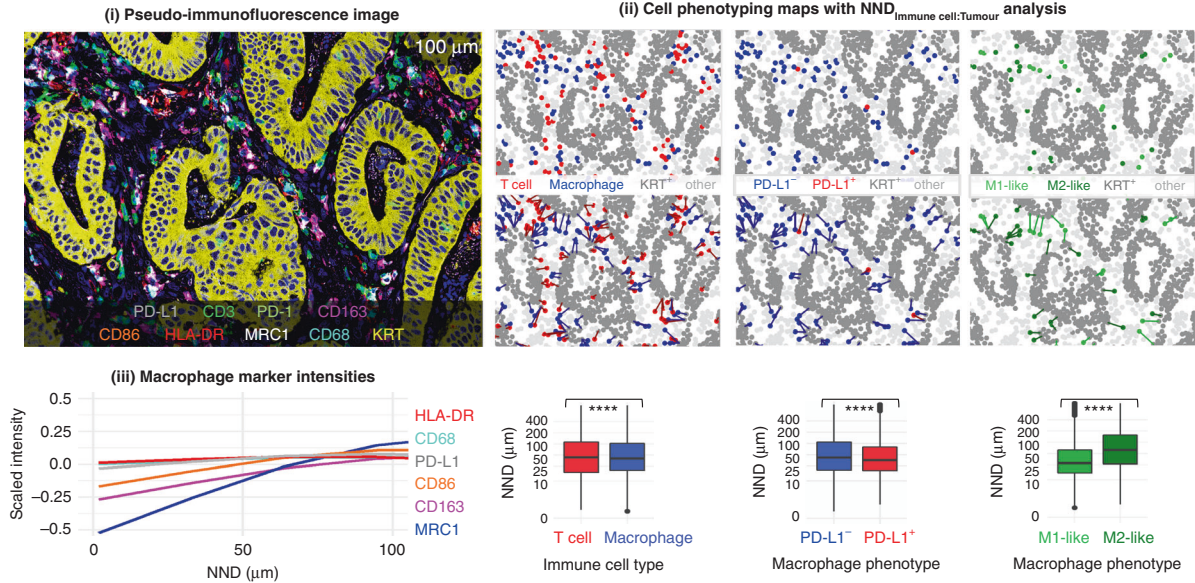 (i) Pseudo-immunofluorescence image
100 μm
PD-L1 CD3 PD-1 CD163
CD86 HLA-DR MRC1 CD68 KRT
(ii) Cell phenotyping maps with NND Immune cell:Tumour analysis
T cell Macrophage KRT+ other
PD-L1− PD-L1+ KRT+ other
M1-like M2-like KRT+ other
(iii) Macrophage marker intensities
Scaled intensity
0.5
0.25
0.0
−0.25
−0.5
0 50 100
NND (μm)
HLA-DR
CD68
PD-L1
CD86
CD163
MRC1
****
NND (μm)
400
200
100
50
25
10
0
T cell Macrophage
Immune cell type
****
NND (μm)
400
200
100
50
25
10
0
PD-L1− PD-L1+
Macrophage phenotype
****
NND (μm)
400
200
100
50
25
10
0
M1-like M2-like
Macrophage phenotype